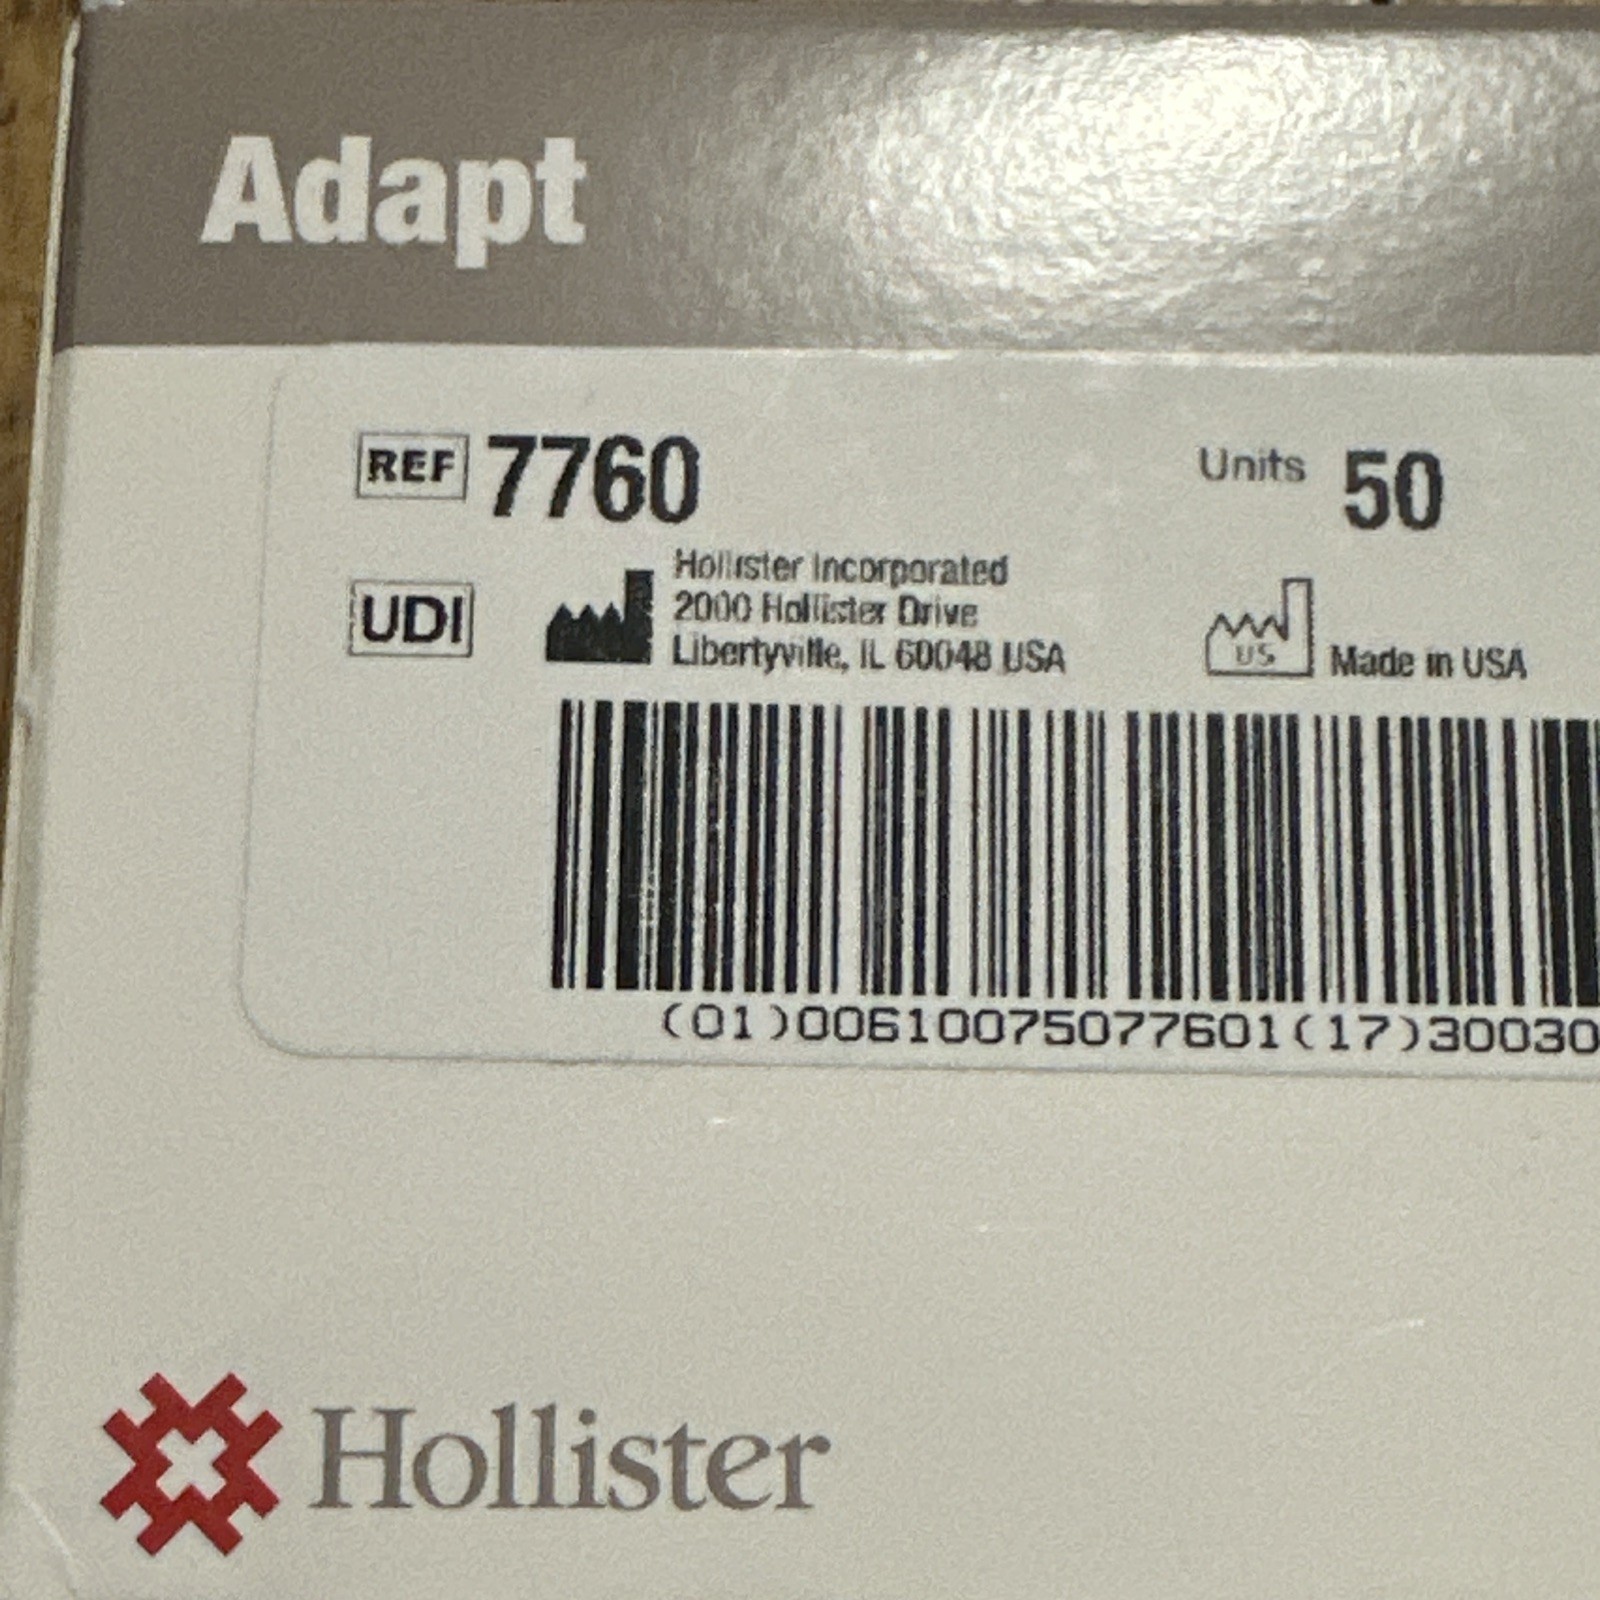 Adapt
REF 7760
Units 50
UDI
Hollister Incorporated
2000 Hollister Drive
Libertyville, IL 60048 USA
US
Made in USA
(01)00610075077601(17)30030
Hollister